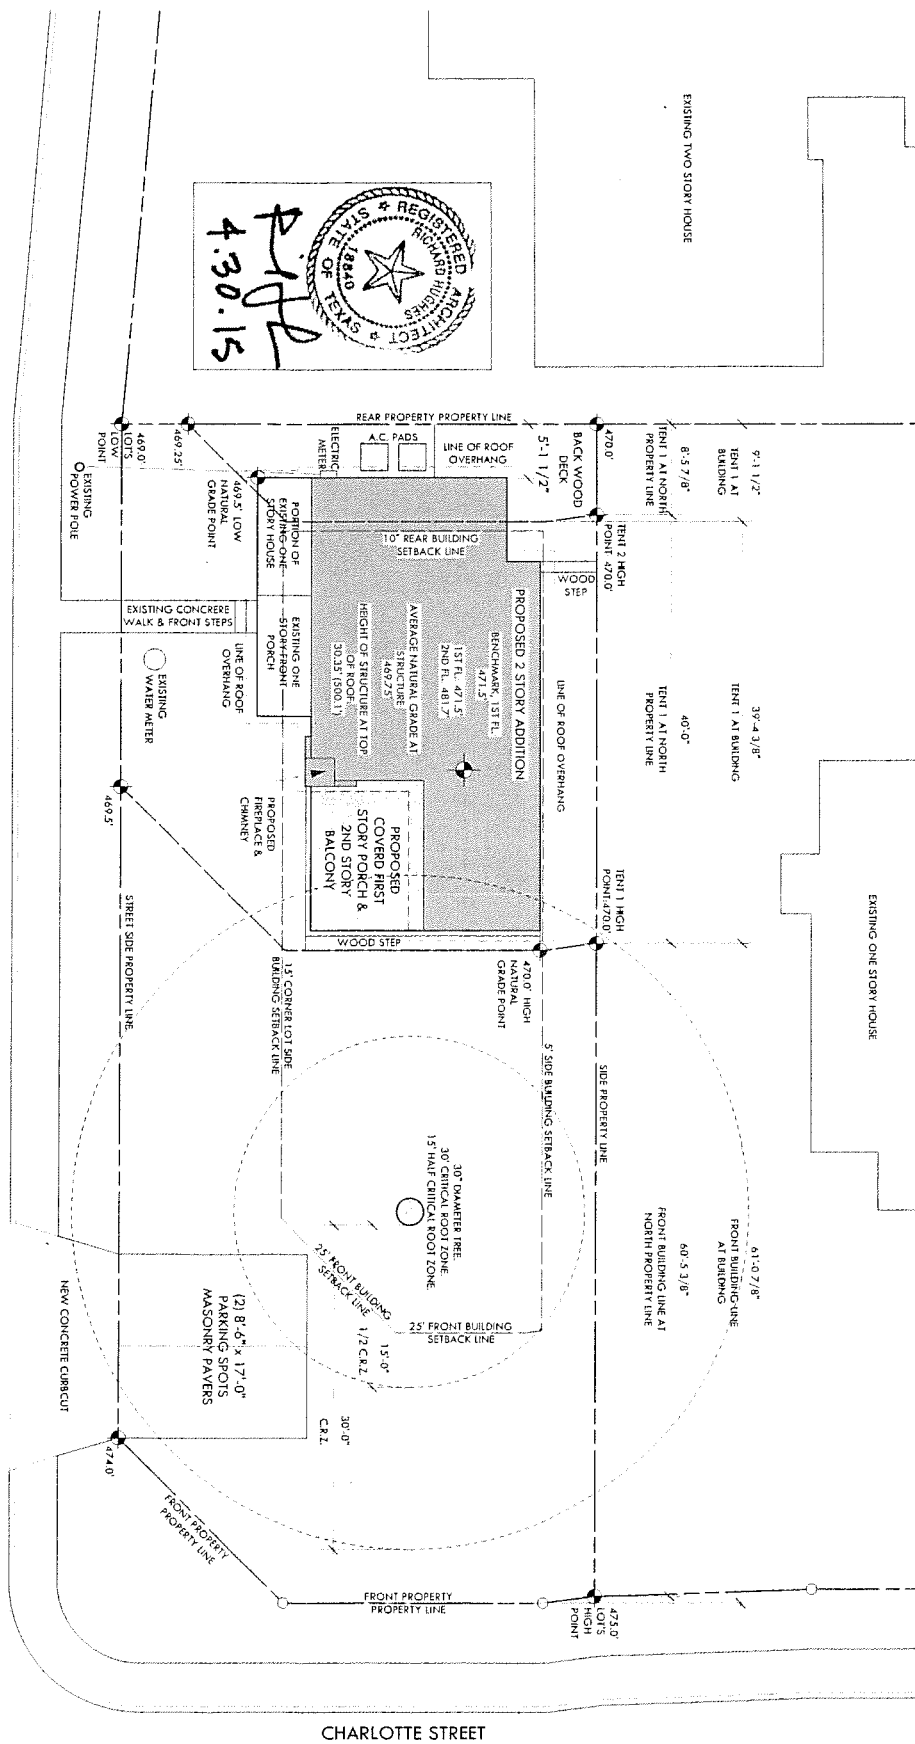 EXISTING TWO STORY HOUSE
REGISTERED ARCHITECT
STATE OF TEXAS
RICHARD HUGHES
18840
4.30.15
9'-1 1/2"
TENT 1 AT
BUILDING
8'-5 7/8"
TENT 1 AT NORTH
PROPERTY LINE
470.0'
BACK WOOD
DECK
5'-1 1/2"
REAR PROPERTY PROPERTY LINE
LINE OF ROOF
OVERHANG
A.C. PADS
ELECTRIC
METER
469.25'
469.0'
LOT'S
LOW
POINT
EXISTING
POWER POLE
469.5' LOW
NATURAL
GRADE POINT
PORTION OF
EXISTING ONE
STORY HOUSE
10" REAR BUILDING
SETBACK LINE
TENT 2 HIGH
POINT 470.0'
WOOD
STEP
EXISTING CONCRERE
WALK & FRONT STEPS
EXISTING ONE
STORY FRONT
PORCH
LINE OF ROOF
OVERHANG
EXISTING
WATER METER
PROPOSED 2 STORY ADDITION
BENCHMARK, 1ST FL.
471.5'
1ST FL. 471.5'
2ND FL. 481.7'
AVERAGE NATURAL GRADE AT
STRUCTURE
469.75'
HEIGHT OF STRUCTURE AT TOP
OF ROOF:
30.35' (500.1')
LINE OF ROOF OVERHANG
39'-4 3/8"
TENT 1 AT BUILDING
40'-0"
TENT 1 AT NORTH
PROPERTY LINE
469.5'
PROPOSED
FIREPLACE &
CHIMNEY
PROPOSED
COVERD FIRST
STORY PORCH &
2ND STORY
BALCONY
TENT 1 HIGH
POINT:470.0'
EXISTING ONE STORY HOUSE
WOOD STEP
STREET SIDE PROPERTY LINE
15' CORNER LOT SIDE
BUILDING SETBACK LINE
470.0' HIGH
NATURAL
GRADE POINT
5' SIDE BUILDING SETBACK LINE
SIDE PROPERTY LINE
30" DIAMETER TREE.
30' CRITICAL ROOT ZONE.
15' HALF CRITICAL ROOT ZONE.
61'-0 7/8"
FRONT BUILDING-LINE
AT BUILDING
60'-5 3/8"
FRONT BUILDING LINE AT
NORTH PROPERTY LINE
25' FRONT BUILDING
SETBACK LINE
25' FRONT BUILDING
SETBACK LINE
15'-0"
1/2 C.R.Z.
30'-0"
C.R.Z.
(2) 8'-6" x 17'-0"
PARKING SPOTS
MASONRY PAVERS
NEW CONCRETE CURBCUT
474.0'
FRONT PROPERTY
PROPERTY LINE
FRONT PROPERTY
PROPERTY LINE
475.0'
LOT'S
HIGH
POINT
CHARLOTTE STREET